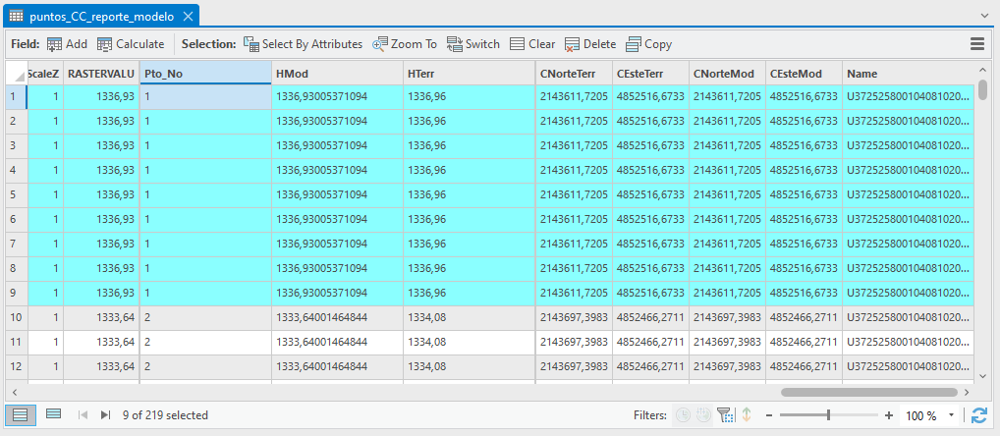 puntos_CC_reporte_modelo
Field: Add Calculate Selection: Select By Attributes Zoom To Switch Clear Delete Copy
ScaleZ RASTERVALU Pto_No HMod HTerr CNorteTerr CEsteTerr CNorteMod CEsteMod Name
1 1 1336,93 1 1336,93005371094 1336,96 2143611,7205 4852516,6733 2143611,7205 4852516,6733 U372525800104081020...
2 1 1336,93 1 1336,93005371094 1336,96 2143611,7205 4852516,6733 2143611,7205 4852516,6733 U372525800104081020...
3 1 1336,93 1 1336,93005371094 1336,96 2143611,7205 4852516,6733 2143611,7205 4852516,6733 U372525800104081020...
4 1 1336,93 1 1336,93005371094 1336,96 2143611,7205 4852516,6733 2143611,7205 4852516,6733 U372525800104081020...
5 1 1336,93 1 1336,93005371094 1336,96 2143611,7205 4852516,6733 2143611,7205 4852516,6733 U372525800104081020...
6 1 1336,93 1 1336,93005371094 1336,96 2143611,7205 4852516,6733 2143611,7205 4852516,6733 U372525800104081020...
7 1 1336,93 1 1336,93005371094 1336,96 2143611,7205 4852516,6733 2143611,7205 4852516,6733 U372525800104081020...
8 1 1336,93 1 1336,93005371094 1336,96 2143611,7205 4852516,6733 2143611,7205 4852516,6733 U372525800104081020...
9 1 1336,93 1 1336,93005371094 1336,96 2143611,7205 4852516,6733 2143611,7205 4852516,6733 U372525800104081020...
10 1 1333,64 2 1333,64001464844 1334,08 2143697,3983 4852466,2711 2143697,3983 4852466,2711 U372525800104081020...
11 1 1333,64 2 1333,64001464844 1334,08 2143697,3983 4852466,2711 2143697,3983 4852466,2711 U372525800104081020...
12 1 1333,64 2 1333,64001464844 1334,08 2143697,3983 4852466,2711 2143697,3983 4852466,2711 U372525800104081020...
9 of 219 selected Filters: 100 %